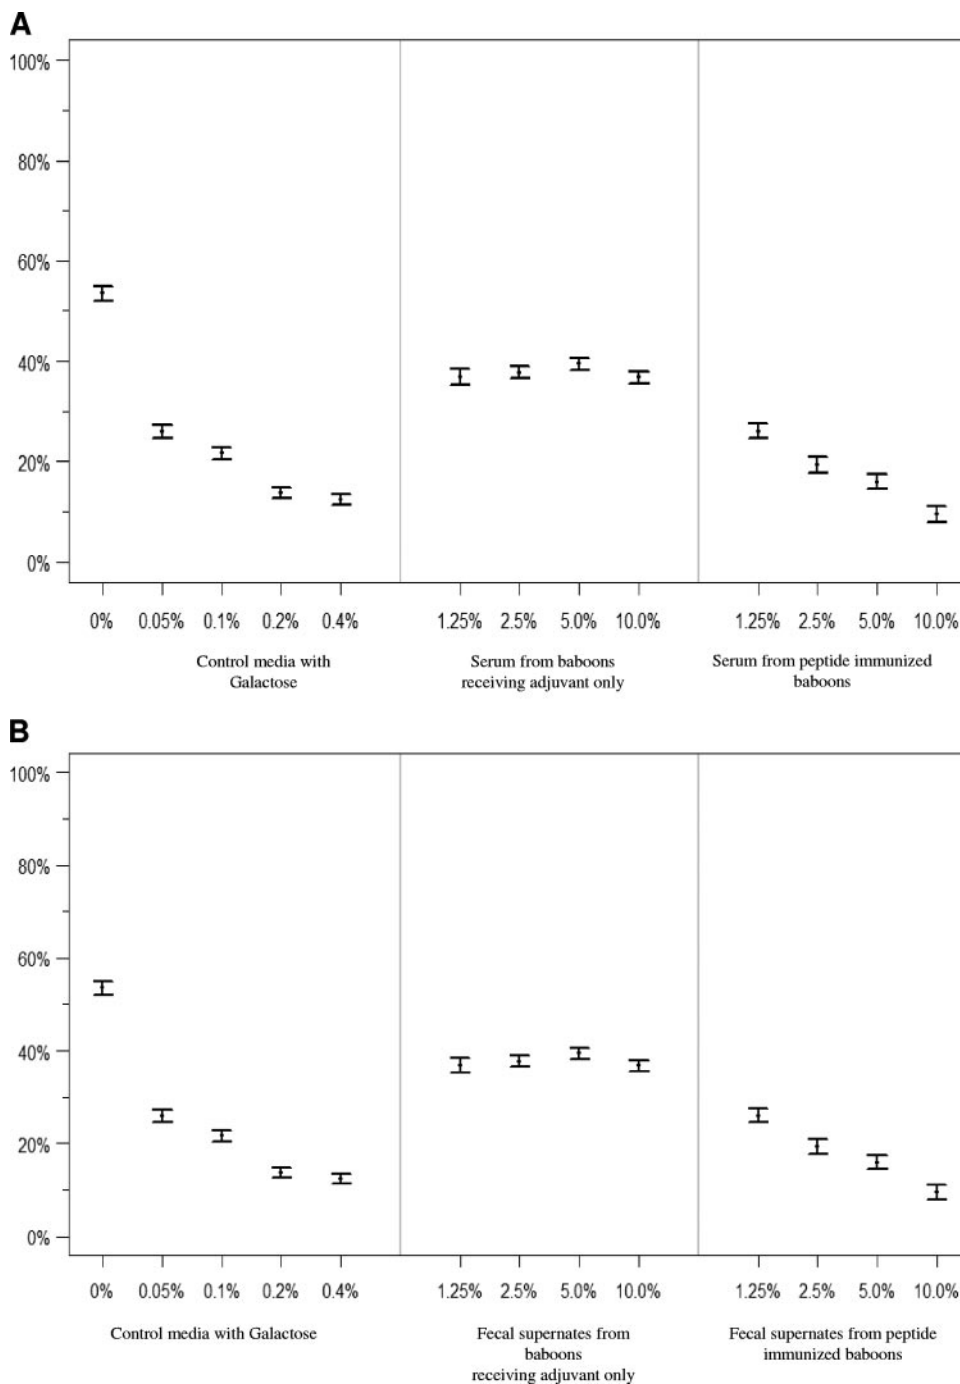 A
100%
80%
60%
40%
20%
0%
0% 0.05% 0.1% 0.2% 0.4% 1.25% 2.5% 5.0% 10.0% 1.25% 2.5% 5.0% 10.0%
Control media with
Galactose
Serum from baboons
receiving adjuvant only
Serum from peptide immunized
baboons
B
100%
80%
60%
40%
20%
0%
0% 0.05% 0.1% 0.2% 0.4% 1.25% 2.5% 5.0% 10.0% 1.25% 2.5% 5.0% 10.0%
Control media with Galactose
Fecal supernates from
baboons
receiving adjuvant only
Fecal supernates from peptide
immunized baboons